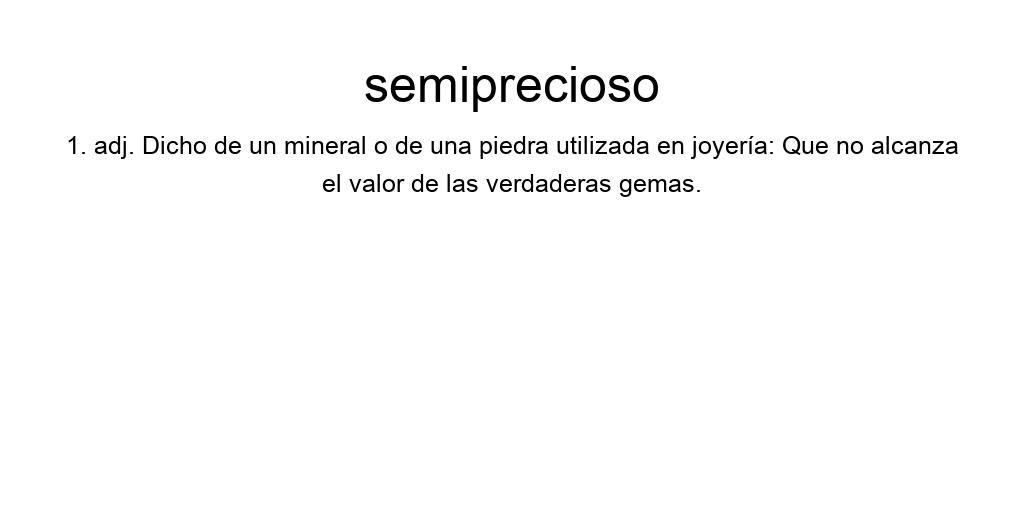 semiprecioso
1. adj. Dicho de un mineral o de una piedra utilizada en joyería: Que no alcanza
el valor de las verdaderas gemas.